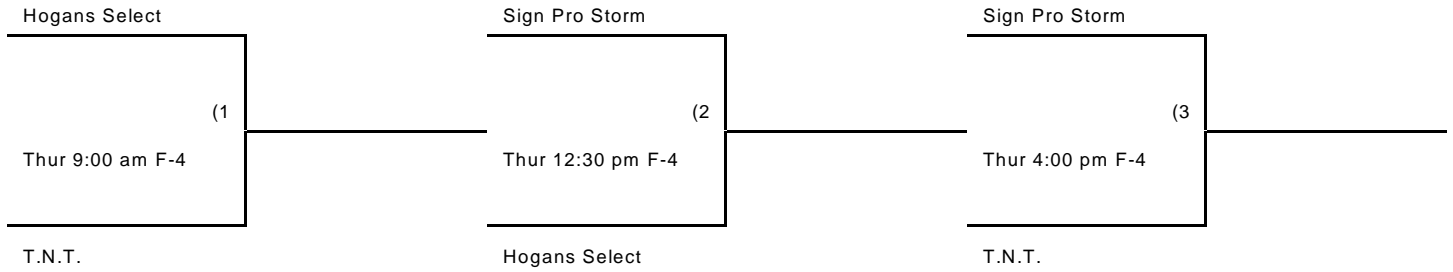 Hogans Select
(1
Thur 9:00 am F-4
T.N.T.
Sign Pro Storm
(2
Thur 12:30 pm F-4
Hogans Select
Sign Pro Storm
(3
Thur 4:00 pm F-4
T.N.T.